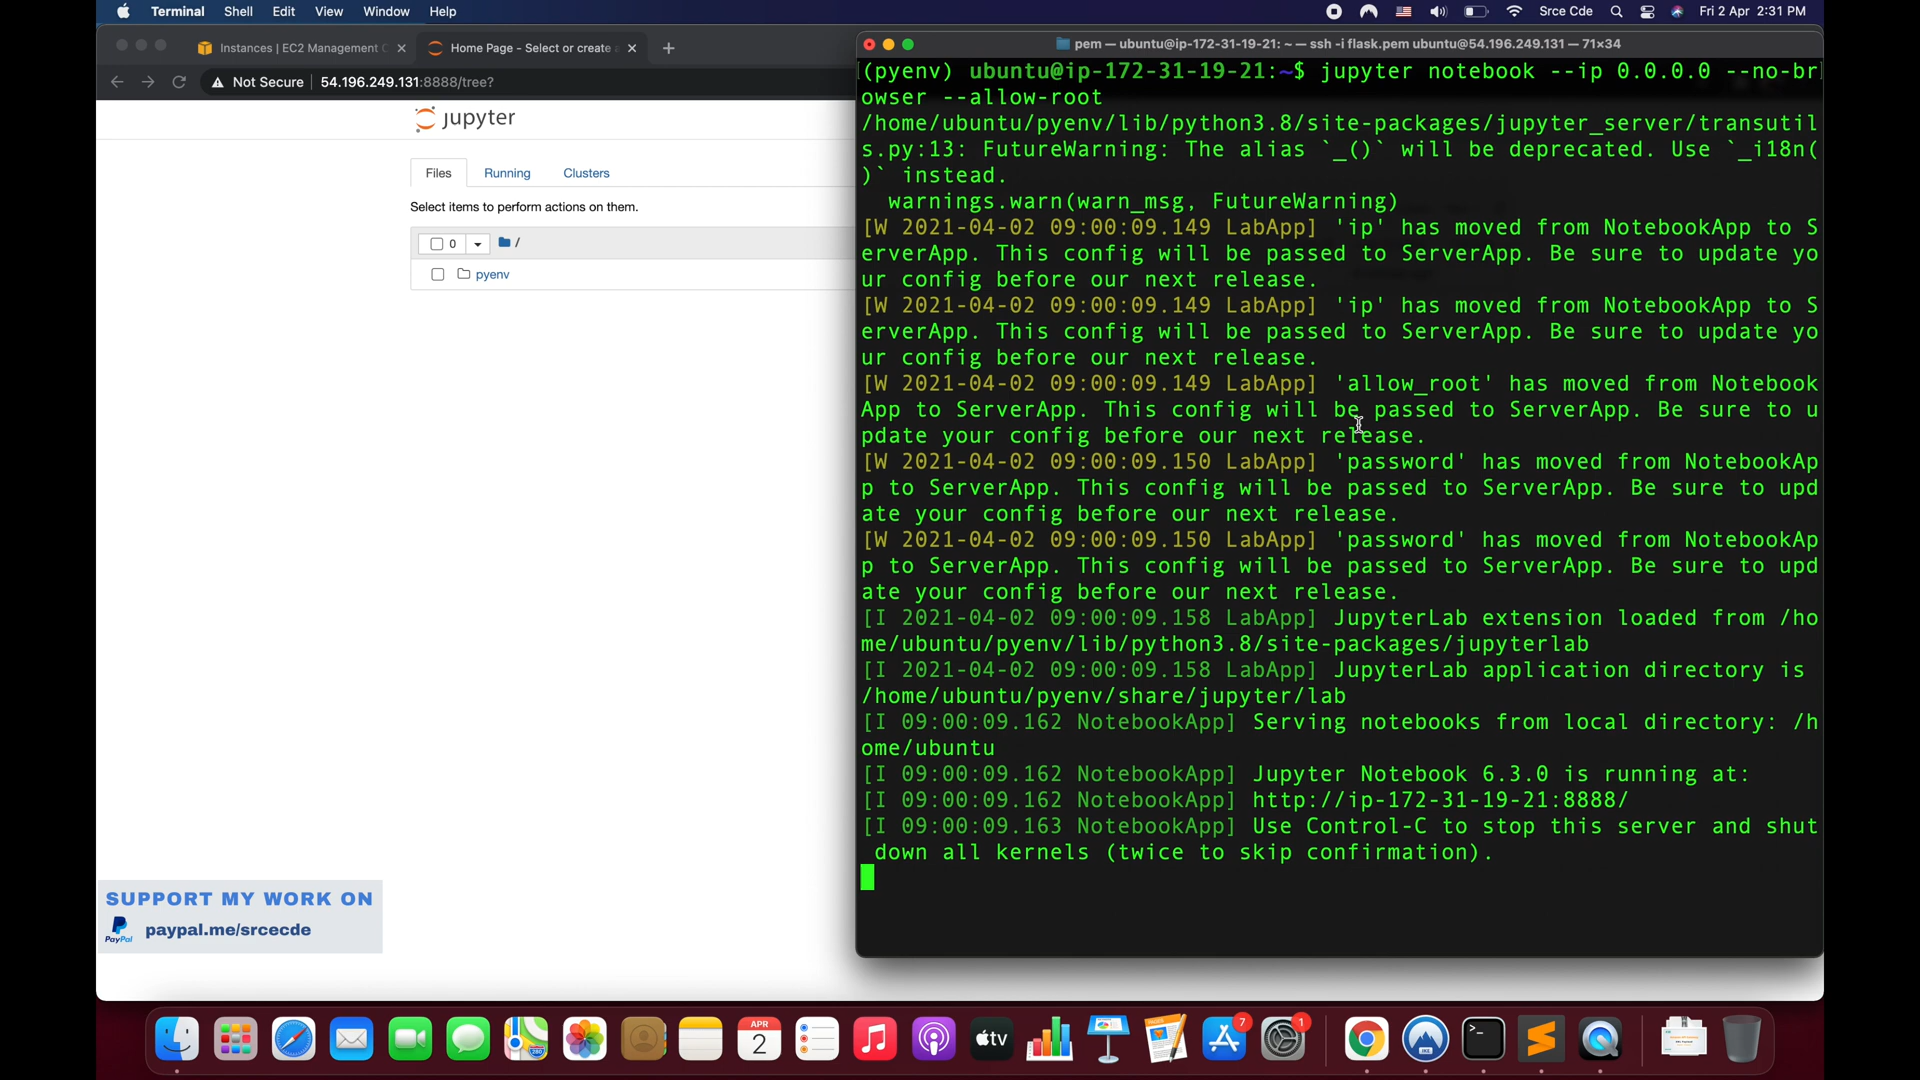 Terminal Shell Edit View Window Help
Srce Cde Fri 2 Apr 2:31 PM
Instances | EC2 Management C
Home Page - Select or create
Not Secure 54.196.249.131:8888/tree?
jupyter
Files Running Clusters
Select items to perform actions on them.
0 /
pyenv
SUPPORT MY WORK ON
PayPal paypal.me/srcecde
pem — ubuntu@ip-172-31-19-21: ~ — ssh -i flask.pem ubuntu@54.196.249.131 — 71×34
(pyenv) ubuntu@ip-172-31-19-21:~$ jupyter notebook --ip 0.0.0.0 --no-br
owser --allow-root
/home/ubuntu/pyenv/lib/python3.8/site-packages/jupyter_server/transutil
s.py:13: FutureWarning: The alias `_()` will be deprecated. Use `_i18n(
)` instead.
warnings.warn(warn_msg, FutureWarning)
[W 2021-04-02 09:00:09.149 LabApp] 'ip' has moved from NotebookApp to S
erverApp. This config will be passed to ServerApp. Be sure to update yo
ur config before our next release.
[W 2021-04-02 09:00:09.149 LabApp] 'ip' has moved from NotebookApp to S
erverApp. This config will be passed to ServerApp. Be sure to update yo
ur config before our next release.
[W 2021-04-02 09:00:09.149 LabApp] 'allow_root' has moved from Notebook
App to ServerApp. This config will be passed to ServerApp. Be sure to u
pdate your config before our next release.
[W 2021-04-02 09:00:09.150 LabApp] 'password' has moved from NotebookAp
p to ServerApp. This config will be passed to ServerApp. Be sure to upd
ate your config before our next release.
[W 2021-04-02 09:00:09.150 LabApp] 'password' has moved from NotebookAp
p to ServerApp. This config will be passed to ServerApp. Be sure to upd
ate your config before our next release.
[I 2021-04-02 09:00:09.158 LabApp] JupyterLab extension loaded from /ho
me/ubuntu/pyenv/lib/python3.8/site-packages/jupyterlab
[I 2021-04-02 09:00:09.158 LabApp] JupyterLab application directory is
/home/ubuntu/pyenv/share/jupyter/lab
[I 09:00:09.162 NotebookApp] Serving notebooks from local directory: /h
ome/ubuntu
[I 09:00:09.162 NotebookApp] Jupyter Notebook 6.3.0 is running at:
[I 09:00:09.162 NotebookApp] http://ip-172-31-19-21:8888/
[I 09:00:09.163 NotebookApp] Use Control-C to stop this server and shut
down all kernels (twice to skip confirmation).
APR
2
tv
7
1